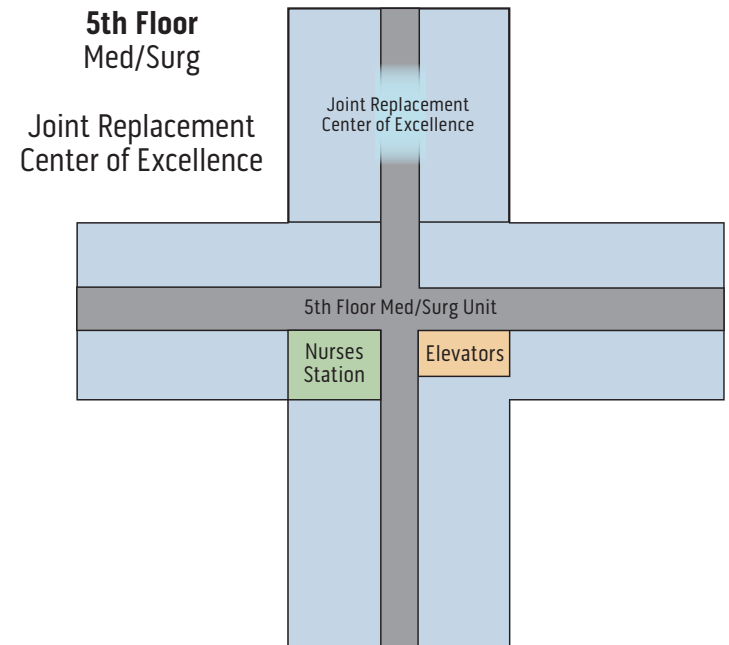 5th Floor
Med/Surg
Joint Replacement
Center of Excellence
Joint Replacement
Center of Excellence
5th Floor Med/Surg Unit
Nurses
Station
Elevators